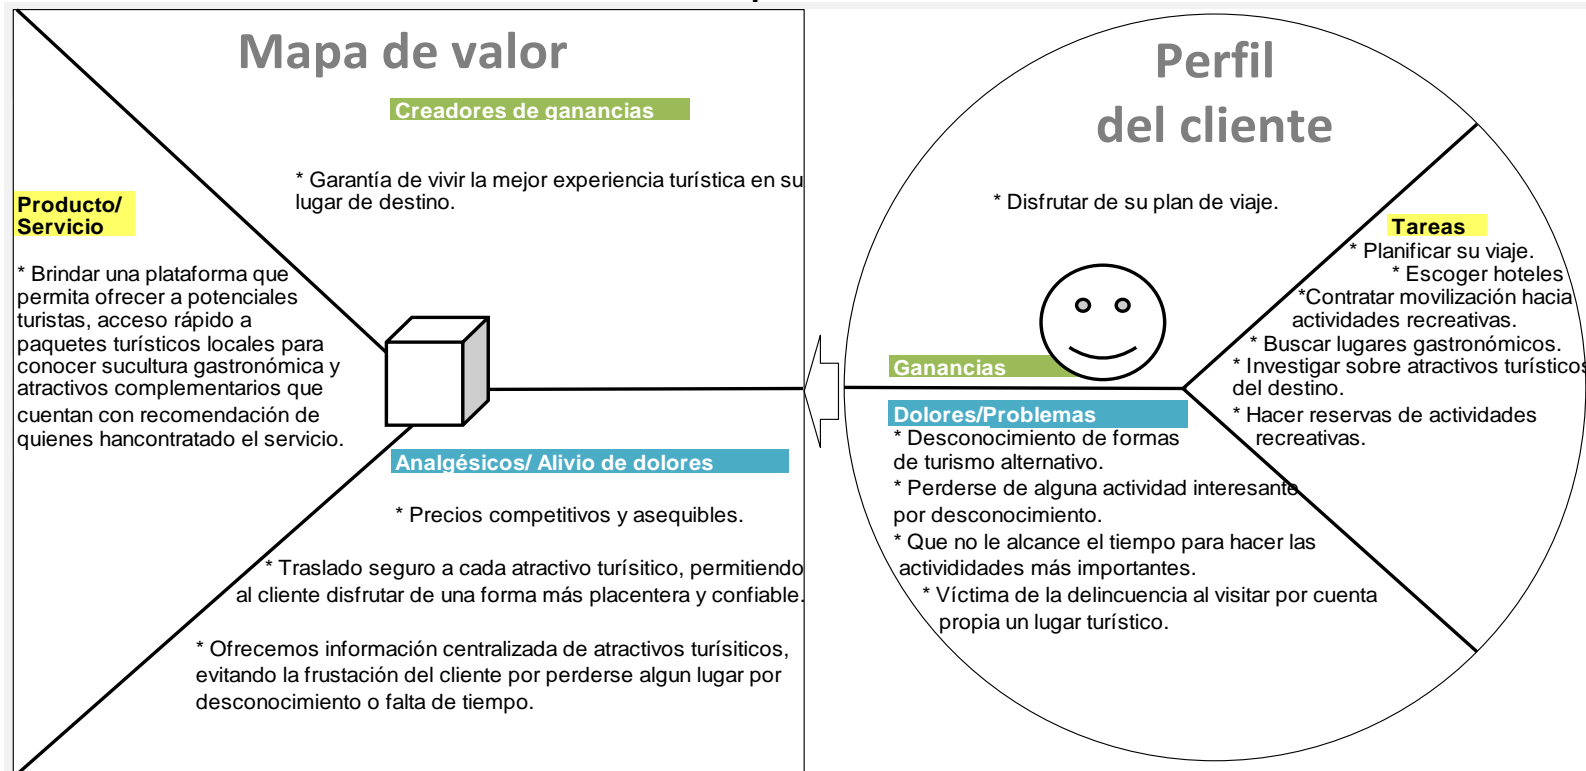 Mapa de valor
Creadores de ganancias
* Garantía de vivir la mejor experiencia turística en su
lugar de destino.
Producto/
Servicio
* Brindar una plataforma que
permita ofrecer a potenciales
turistas, acceso rápido a
paquetes turísticos locales para
conocer sucultura gastronómica y
atractivos complementarios que
cuentan con recomendación de
quienes hancontratado el servicio.
Analgésicos/ Alivio de dolores
* Precios competitivos y asequibles.
* Traslado seguro a cada atractivo turísitico, permitiendo
al cliente disfrutar de una forma más placentera y confiable.
* Ofrecemos información centralizada de atractivos turísiticos,
evitando la frustación del cliente por perderse algun lugar por
desconocimiento o falta de tiempo.
Perfil
del cliente
* Disfrutar de su plan de viaje.
Ganancias
Tareas
* Planificar su viaje.
* Escoger hoteles
*Contratar movilización hacia
actividades recreativas.
* Buscar lugares gastronómicos.
* Investigar sobre atractivos turísticos
del destino.
* Hacer reservas de actividades
recreativas.
Dolores/Problemas
* Desconocimiento de formas
de turismo alternativo.
* Perderse de alguna actividad interesante
por desconocimiento.
* Que no le alcance el tiempo para hacer las
activididades más importantes.
* Víctima de la delincuencia al visitar por cuenta
propia un lugar turístico.